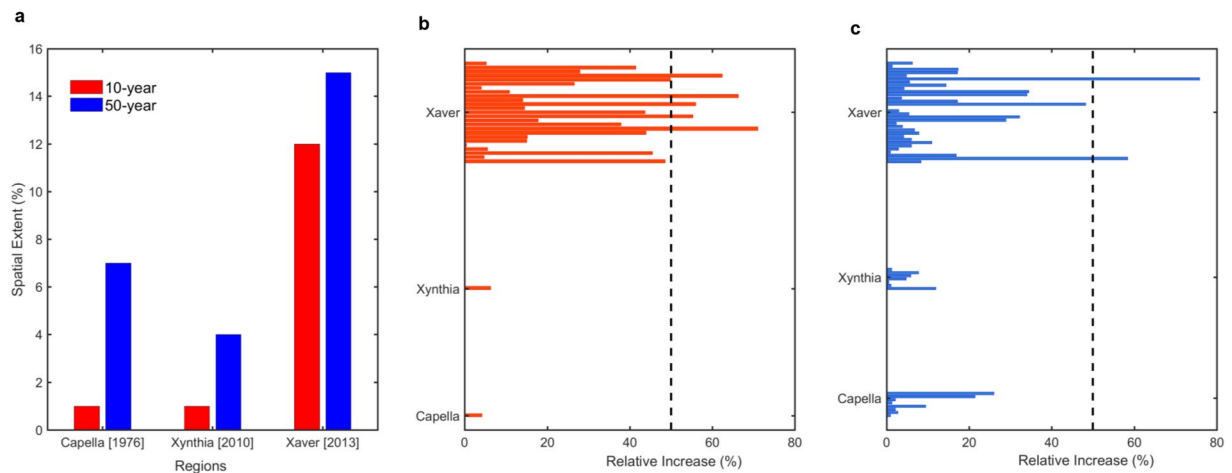 a
16
14
12
10
8
6
4
2
0
Spatial Extent (%)
10-year
50-year
Capella [1976] Xynthia [2010] Xaver [2013]
Regions
b
Xaver
Xynthia
Capella
0 20 40 60 80
Relative Increase (%)
c
Xaver
Xynthia
Capella
0 20 40 60 80
Relative Increase (%)